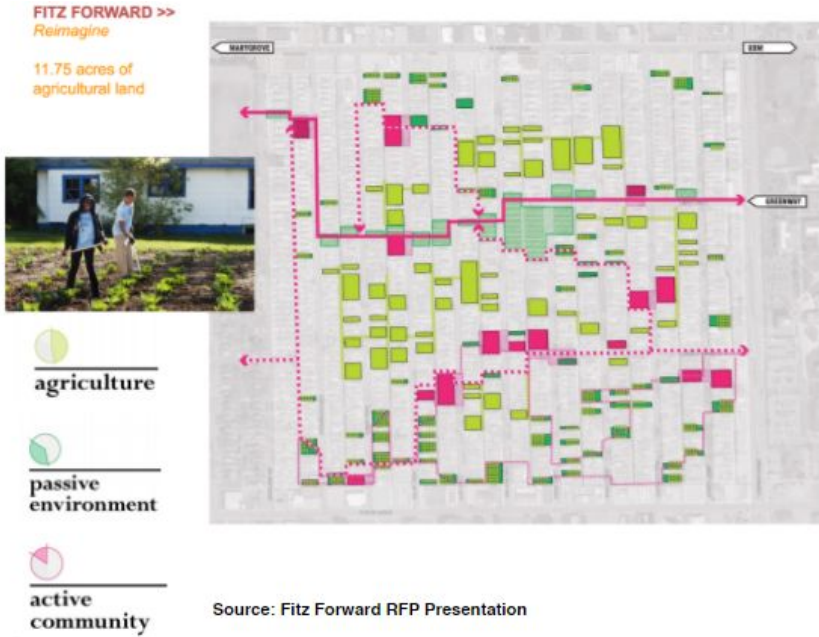 FITZ FORWARD >>
Reimagine
11.75 acres of
agricultural land
MARYGROVE
UDM
GREENWAY
agriculture
passive
environment
active
community
Source: Fitz Forward RFP Presentation